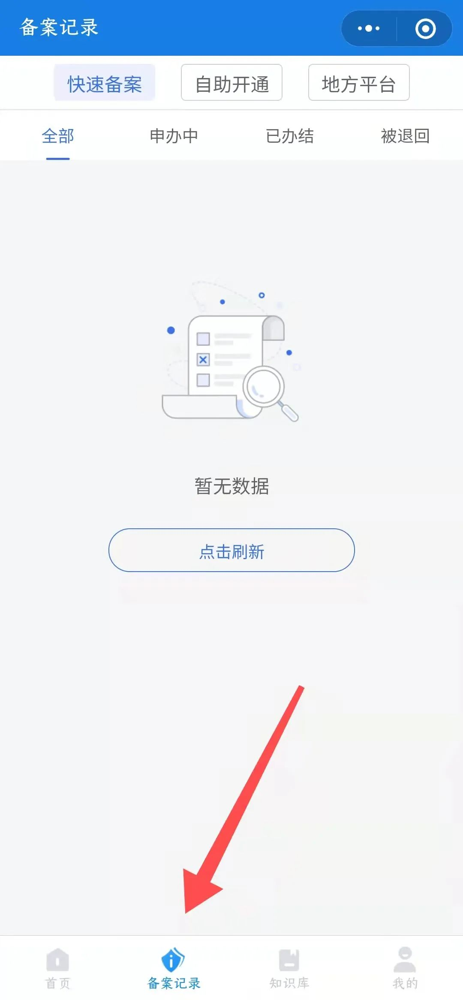 备案记录
快速备案 自助开通 地方平台
全部 申办中 已办结 被退回
暂无数据
点击刷新
首页 备案记录 知识库 我的